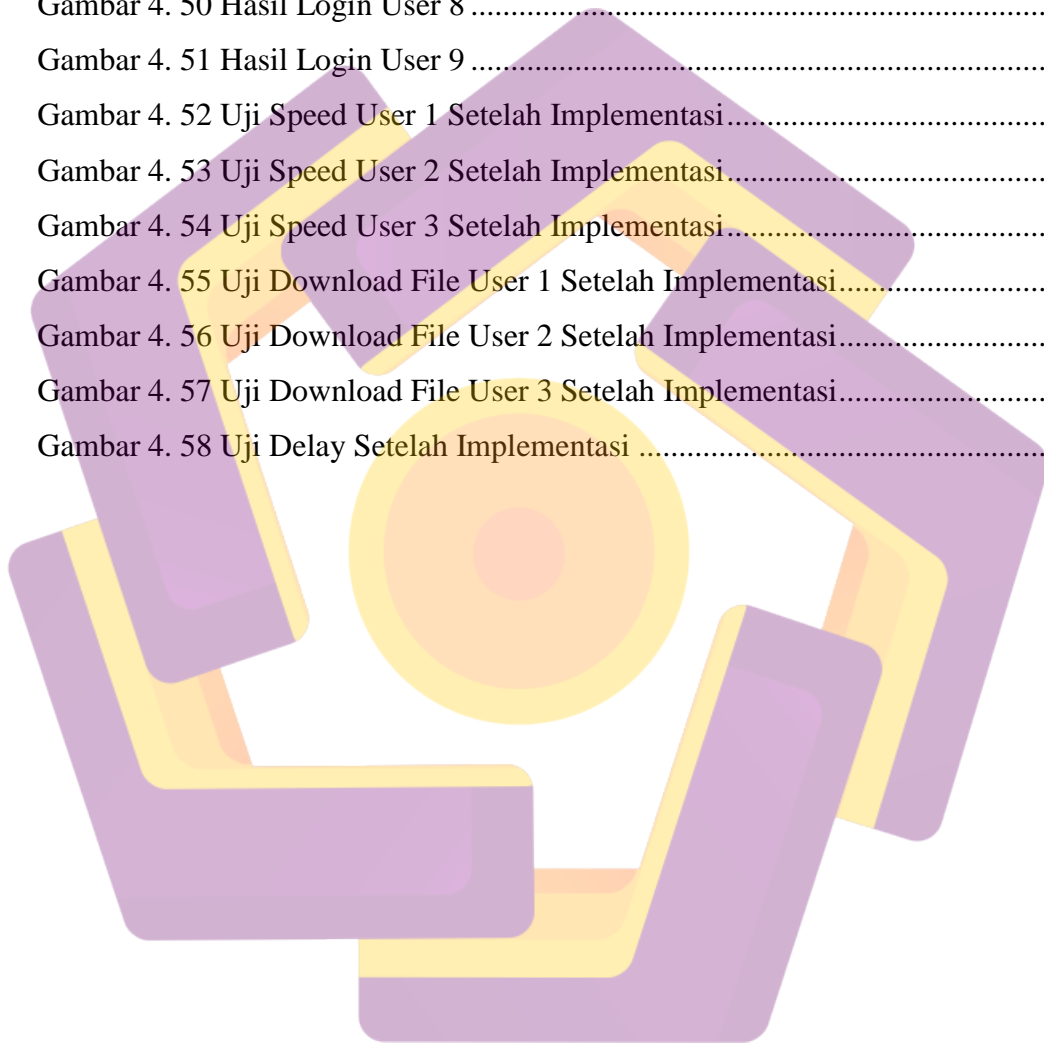 Gambar 4. 50 Hasil Login User 8 ........................................................................
Gambar 4. 51 Hasil Login User 9 ........................................................................
Gambar 4. 52 Uji Speed User 1 Setelah Implementasi ........................................
Gambar 4. 53 Uji Speed User 2 Setelah Implementasi ........................................
Gambar 4. 54 Uji Speed User 3 Setelah Implementasi ........................................
Gambar 4. 55 Uji Download File User 1 Setelah Implementasi ..........................
Gambar 4. 56 Uji Download File User 2 Setelah Implementasi ..........................
Gambar 4. 57 Uji Download File User 3 Setelah Implementasi ..........................
Gambar 4. 58 Uji Delay Setelah Implementasi ...................................................